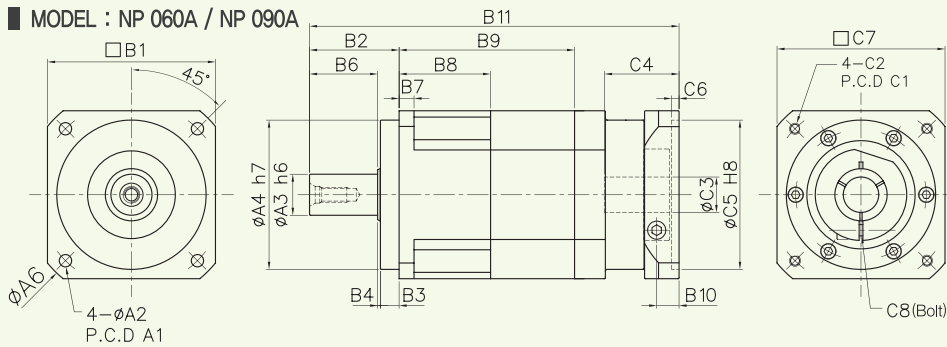 MODEL : NP 060A / NP 090A
B11
□B1
B2
B9
□C7
B6
B8
C4
4-C2
P.C.D C1
45°
B7
C6
ØA4 h7
ØA3 h6
ØC3
ØC5 H8
ØA6
4-ØA2
P.C.D A1
B4
B3
B10
C8(Bolt)